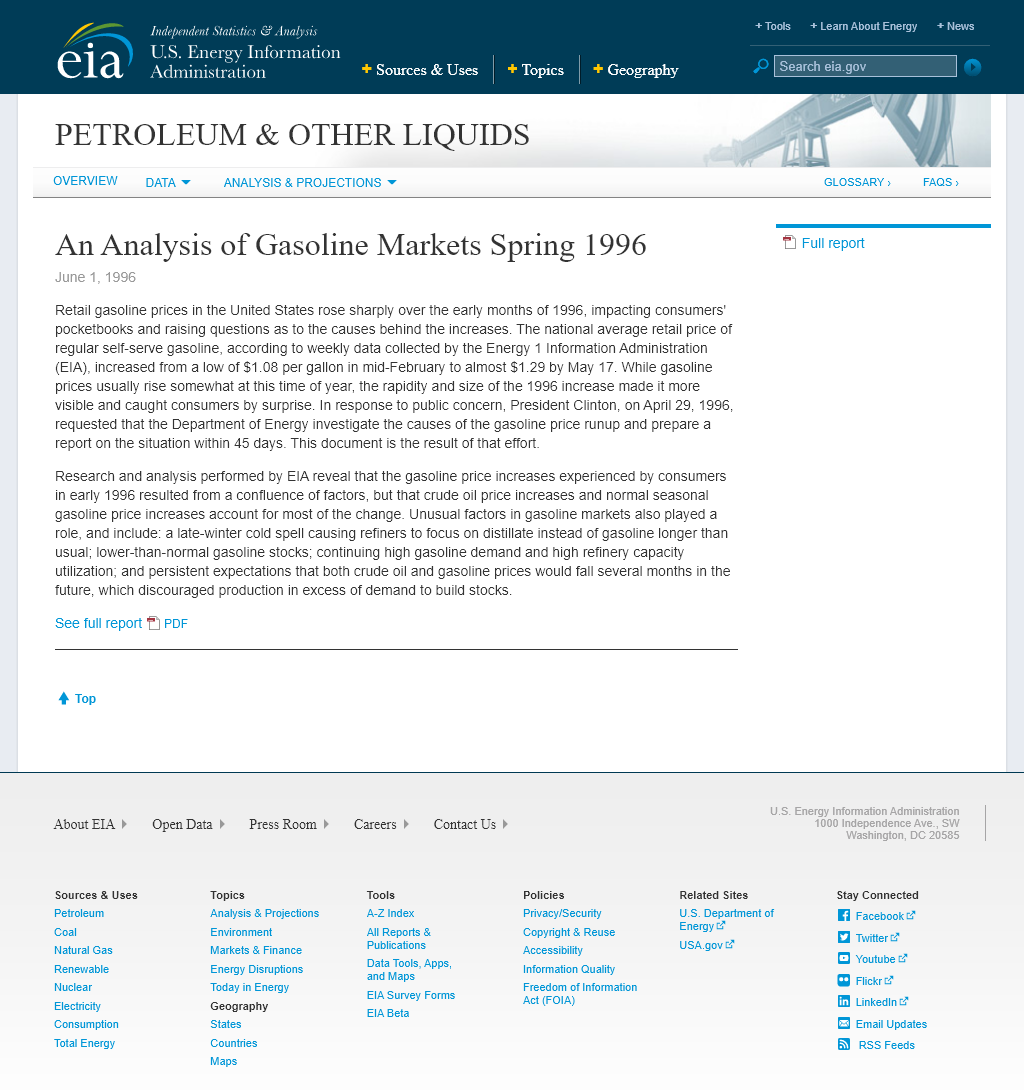 eia
Independent Statistics & Analysis
U.S. Energy Information
Administration
+ Sources & Uses
+ Topics
+ Geography
+ Tools
+ Learn About Energy
+ News
Search eia.gov
PETROLEUM & OTHER LIQUIDS
OVERVIEW
DATA
ANALYSIS & PROJECTIONS
GLOSSARY ›
FAQS ›
An Analysis of Gasoline Markets Spring 1996
June 1, 1996
Retail gasoline prices in the United States rose sharply over the early months of 1996, impacting consumers'
pocketbooks and raising questions as to the causes behind the increases. The national average retail price of
regular self-serve gasoline, according to weekly data collected by the Energy 1 Information Administration
(EIA), increased from a low of $1.08 per gallon in mid-February to almost $1.29 by May 17. While gasoline
prices usually rise somewhat at this time of year, the rapidity and size of the 1996 increase made it more
visible and caught consumers by surprise. In response to public concern, President Clinton, on April 29, 1996,
requested that the Department of Energy investigate the causes of the gasoline price runup and prepare a
report on the situation within 45 days. This document is the result of that effort.
Research and analysis performed by EIA reveal that the gasoline price increases experienced by consumers
in early 1996 resulted from a confluence of factors, but that crude oil price increases and normal seasonal
gasoline price increases account for most of the change. Unusual factors in gasoline markets also played a
role, and include: a late-winter cold spell causing refiners to focus on distillate instead of gasoline longer than
usual; lower-than-normal gasoline stocks; continuing high gasoline demand and high refinery capacity
utilization; and persistent expectations that both crude oil and gasoline prices would fall several months in the
future, which discouraged production in excess of demand to build stocks.
See full report PDF
Full report
Top
About EIA
Open Data
Press Room
Careers
Contact Us
U.S. Energy Information Administration
1000 Independence Ave., SW
Washington, DC 20585
Sources & Uses
Petroleum
Coal
Natural Gas
Renewable
Nuclear
Electricity
Consumption
Total Energy
Topics
Analysis & Projections
Environment
Markets & Finance
Energy Disruptions
Today in Energy
Geography
States
Countries
Maps
Tools
A-Z Index
All Reports &
Publications
Data Tools, Apps,
and Maps
EIA Survey Forms
EIA Beta
Policies
Privacy/Security
Copyright & Reuse
Accessibility
Information Quality
Freedom of Information
Act (FOIA)
Related Sites
U.S. Department of
Energy
USA.gov
Stay Connected
Facebook
Twitter
Youtube
Flickr
LinkedIn
Email Updates
RSS Feeds